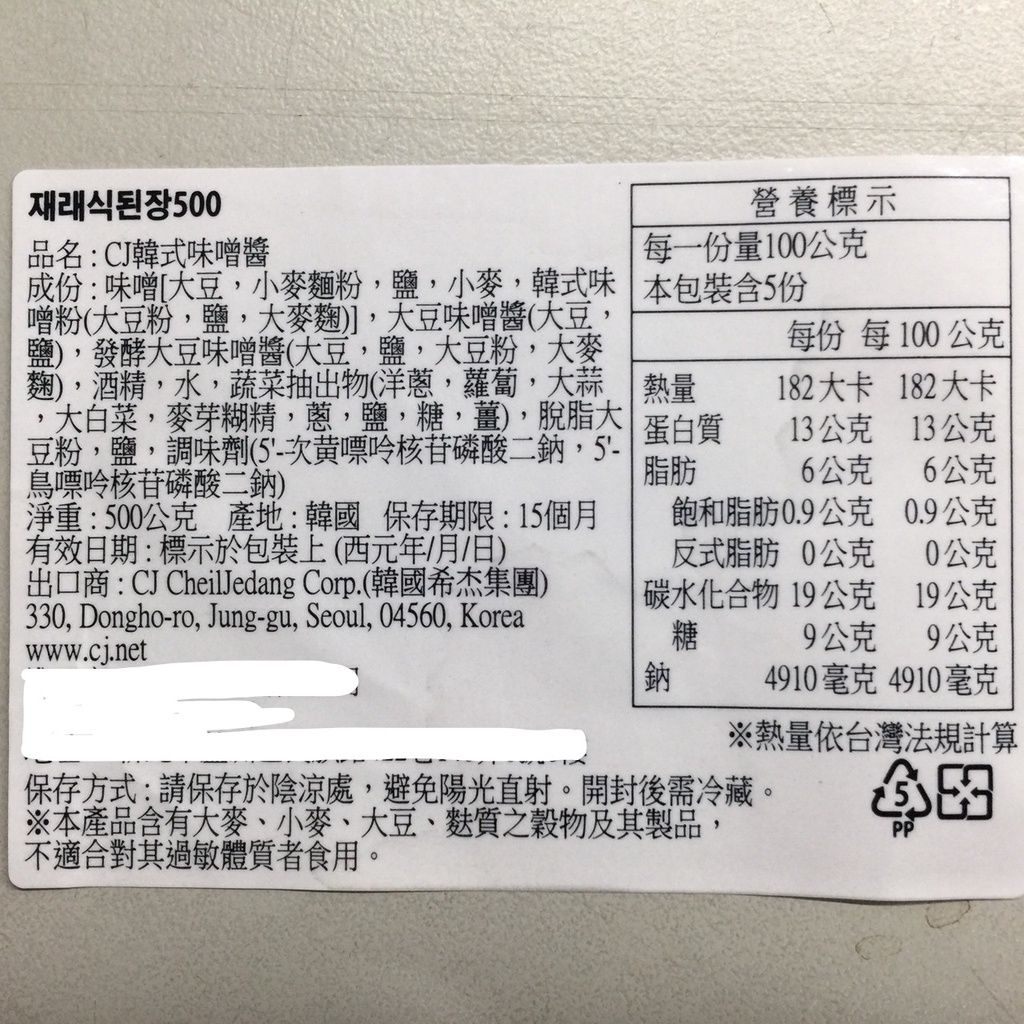 재래식된장500
品名：CJ韓式味噌醬
成份：味噌[大豆，小麥麵粉，鹽，小麥，韓式味
噌粉(大豆粉，鹽，大麥麴)]，大豆味噌醬(大豆，
鹽)，發酵大豆味噌醬(大豆，鹽，大豆粉，大麥
麴)，酒精，水，蔬菜抽出物(洋蔥，蘿蔔，大蒜
，大白菜，麥芽糊精，蔥，鹽，糖，薑)，脫脂大
豆粉，鹽，調味劑(5'-次黄嘌呤核苷磷酸二鈉，5'-
鳥嘌呤核苷磷酸二鈉)
淨重：500公克 產地：韓國 保存期限：15個月
有效日期：標示於包裝上 (西元年/月/日)
出口商：CJ CheilJedang Corp.(韓國希杰集團)
330, Dongho-ro, Jung-gu, Seoul, 04560, Korea
www.cj.net
保存方式：請保存於陰涼處，避免陽光直射。開封後需冷藏。
※本產品含有大麥、小麥、大豆、麩質之穀物及其製品，
不適合對其過敏體質者食用。
營養標示
每一份量100公克
本包裝含5份
每份 每 100 公克
熱量 182大卡 182大卡
蛋白質 13公克 13公克
脂肪 6公克 6公克
飽和脂肪 0.9公克 0.9公克
反式脂肪 0公克 0公克
碳水化合物 19公克 19公克
糖 9公克 9公克
鈉 4910毫克 4910毫克
※熱量依台灣法規計算
5
PP